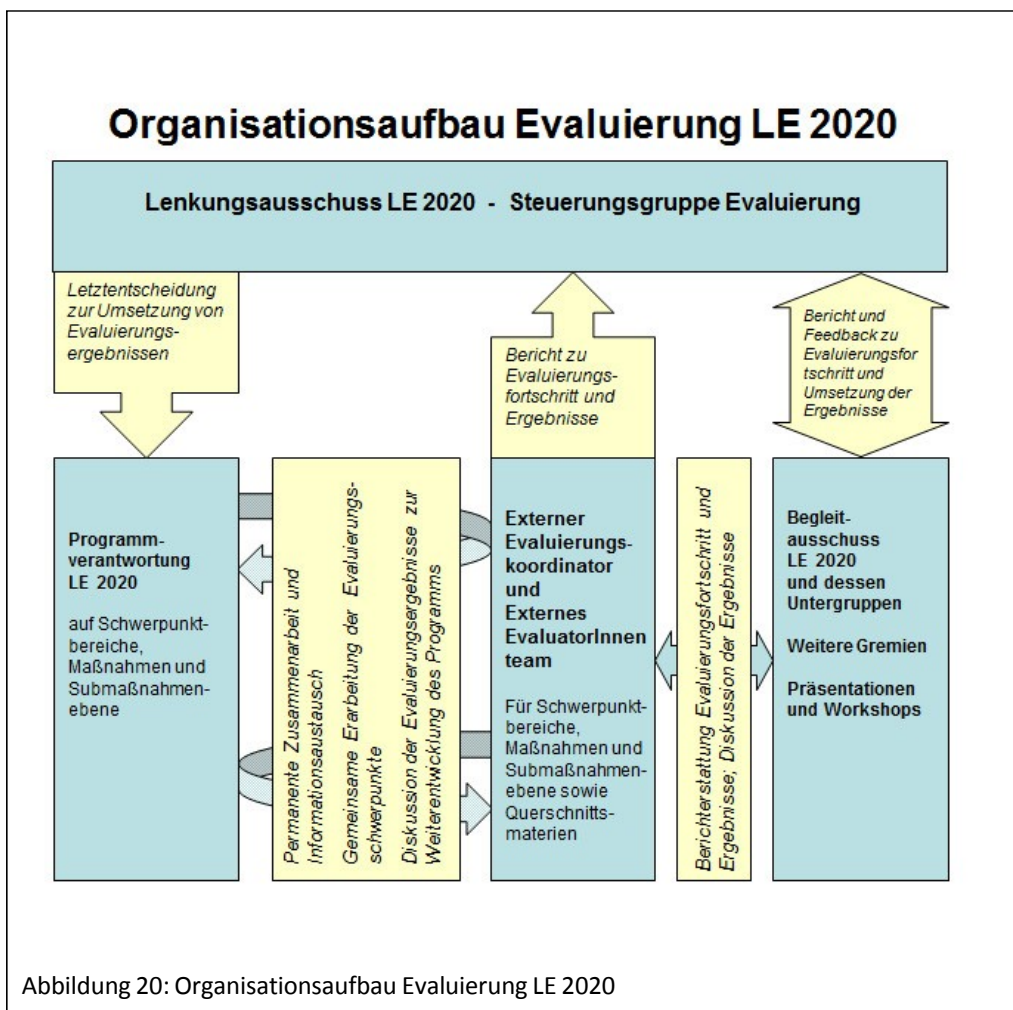 Organisationsaufbau Evaluierung LE 2020
Lenkungsausschuss LE 2020 - Steuerungsgruppe Evaluierung
Letztentscheidung
zur Umsetzung von
Evaluierungs-
ergebnissen
Bericht zu
Evaluierungs-
fortschritt und
Ergebnisse
Bericht und
Feedback zu
Evaluierungsfor
tschritt und
Umsetzung der
Ergebnisse
Programm-
verantwortung
LE 2020
auf Schwerpunkt-
bereiche,
Maßnahmen und
Submaßnahmen-
ebene
Permanente Zusammenarbeit und
Informationsaustausch
Gemeinsame Erarbeitung der Evaluierungs-
schwerpunkte
Diskussion der Evaluierungsergebnisse zur
Weiterentwicklung des Programms
Externer
Evaluierungs-
koordinator
und
Externes
EvaluatorInnen
team
Für Schwerpunkt-
bereiche,
Maßnahmen und
Submaßnahmen-
ebene sowie
Querschnitts-
materien
Berichterstattung Evaluierungsfortschritt und
Ergebnisse; Diskussion der Ergebnisse
Begleit-
ausschuss
LE 2020
und dessen
Untergruppen
Weitere Gremien
Präsentationen
und Workshops
Abbildung 20: Organisationsaufbau Evaluierung LE 2020